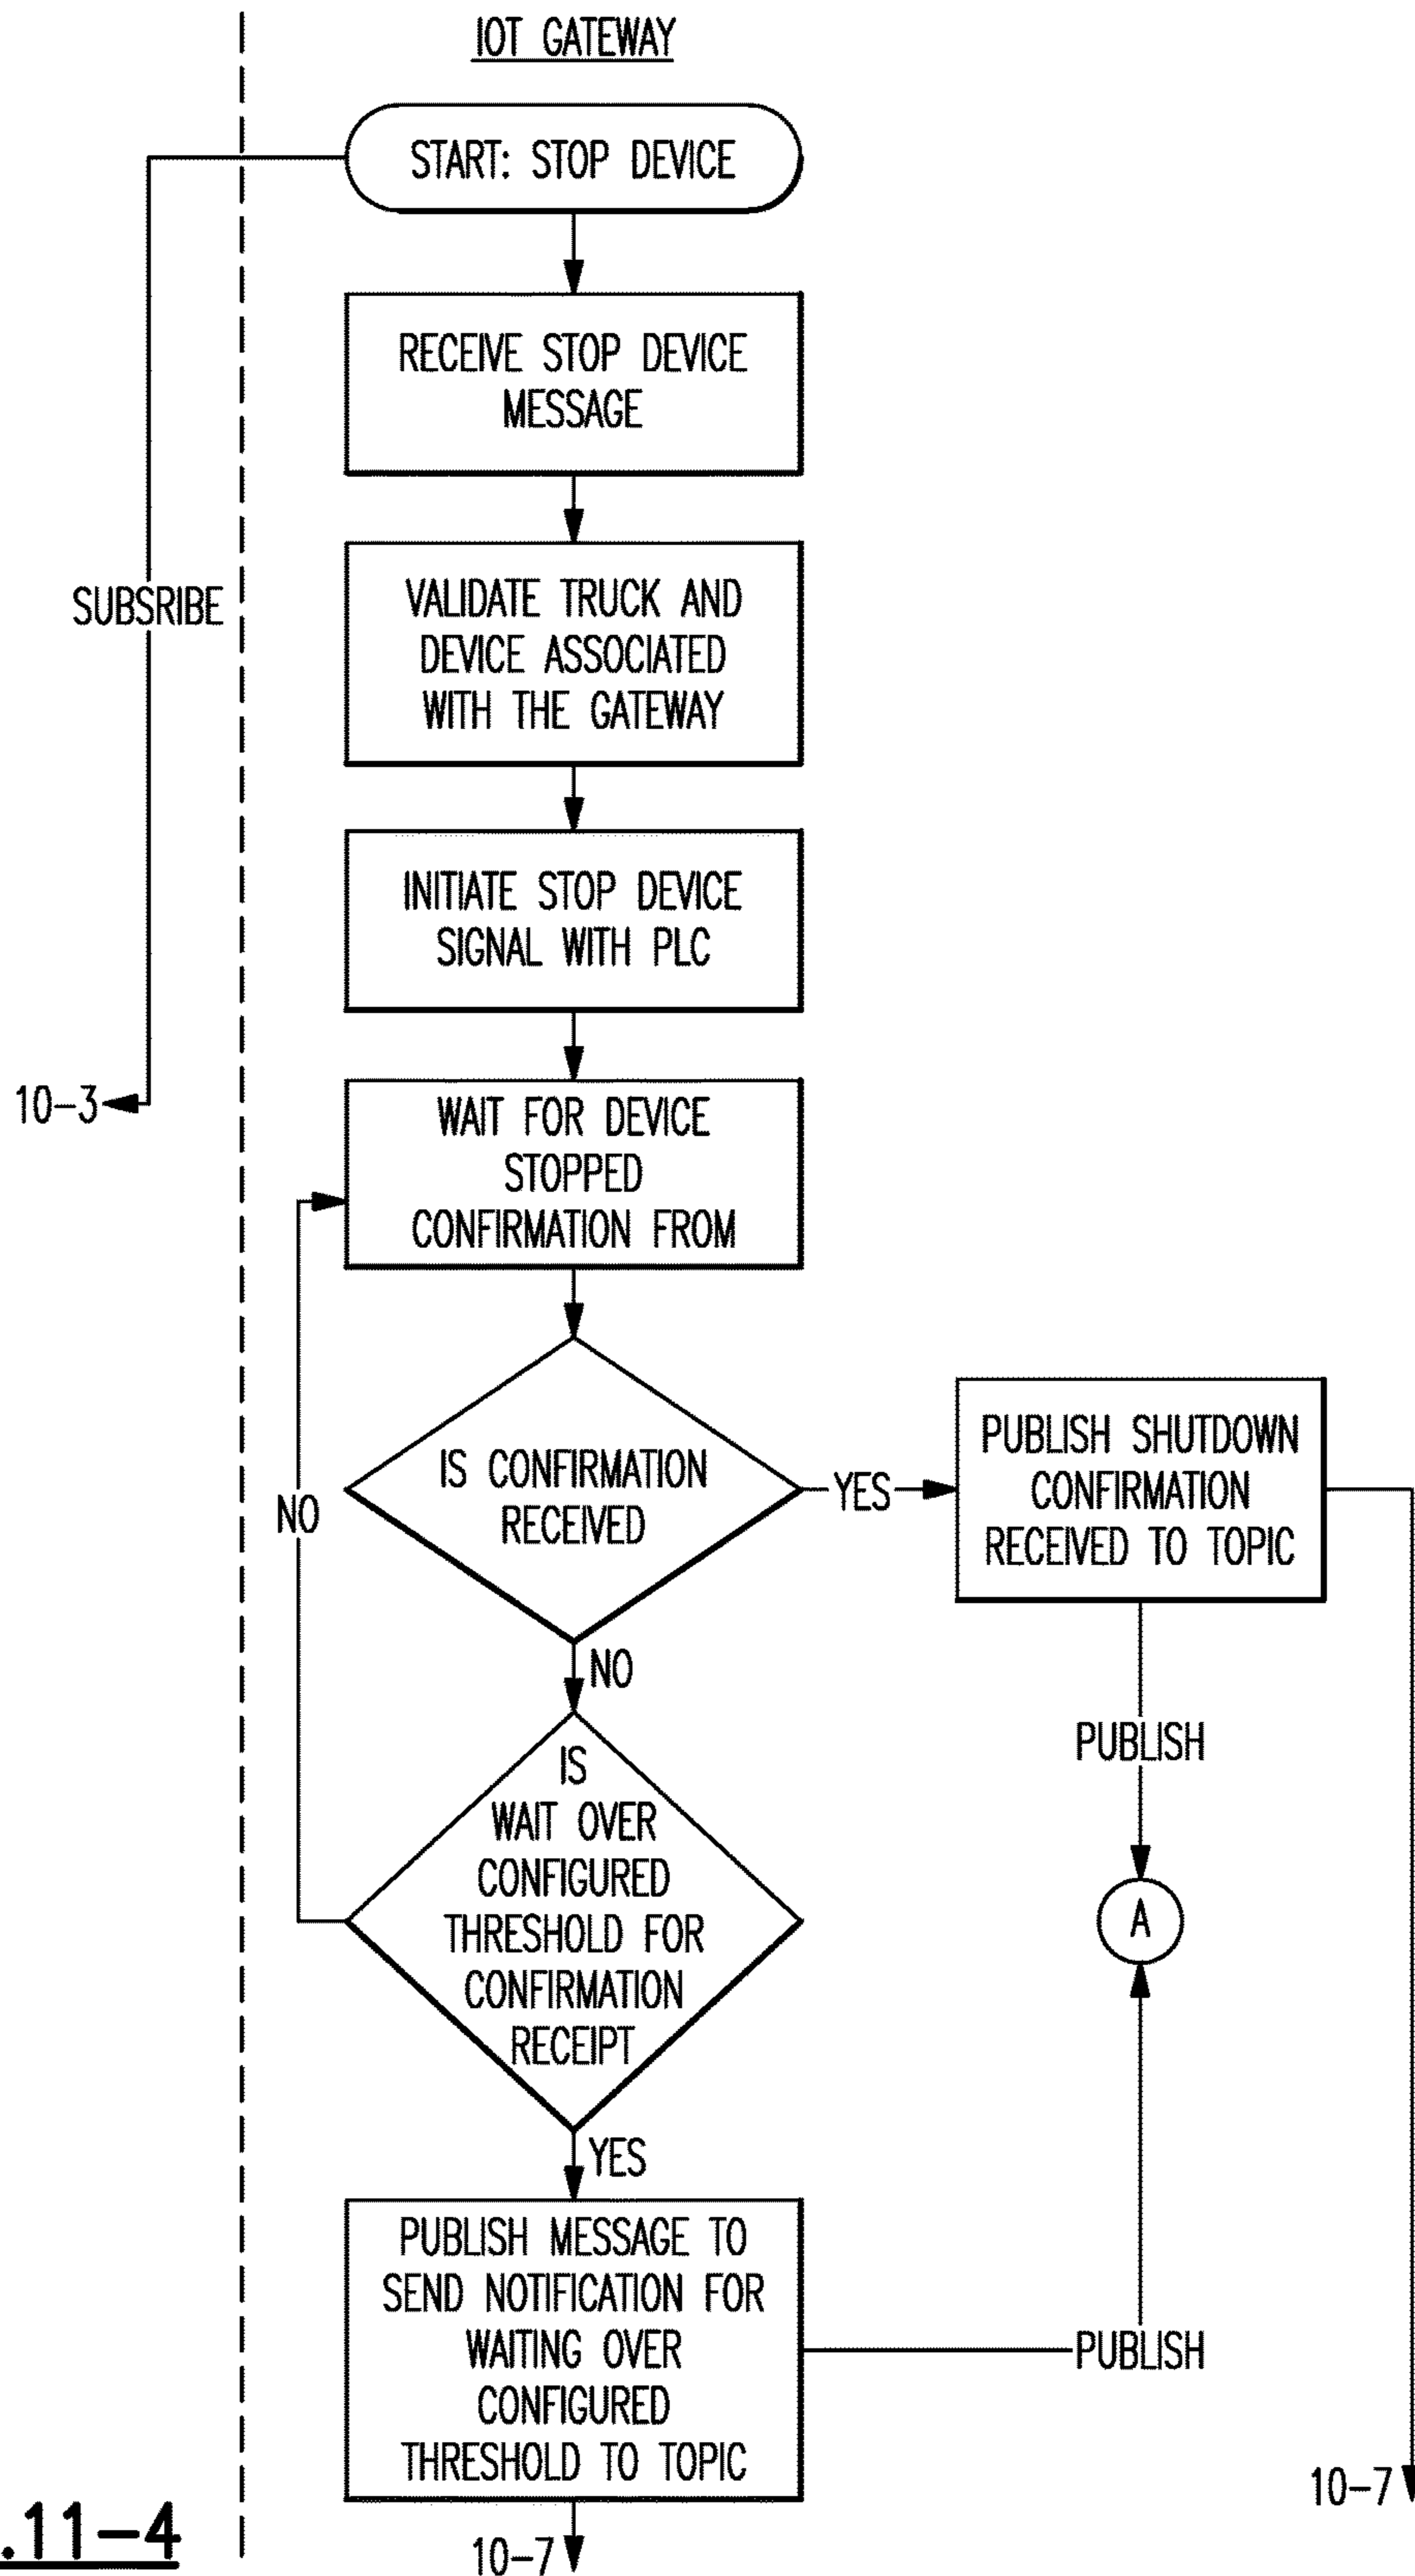 IOT GATEWAY
START: STOP DEVICE
RECEIVE STOP DEVICE
MESSAGE
SUBSRIBE
VALIDATE TRUCK AND
DEVICE ASSOCIATED
WITH THE GATEWAY
INITIATE STOP DEVICE
SIGNAL WITH PLC
10-3
WAIT FOR DEVICE
STOPPED
CONFIRMATION FROM
IS CONFIRMATION
RECEIVED
YES
PUBLISH SHUTDOWN
CONFIRMATION
RECEIVED TO TOPIC
NO
NO
PUBLISH
IS
WAIT OVER
CONFIGURED
THRESHOLD FOR
CONFIRMATION
RECEIPT
A
YES
PUBLISH MESSAGE TO
SEND NOTIFICATION FOR
WAITING OVER
CONFIGURED
THRESHOLD TO TOPIC
PUBLISH
10-7
10-7
.11-4